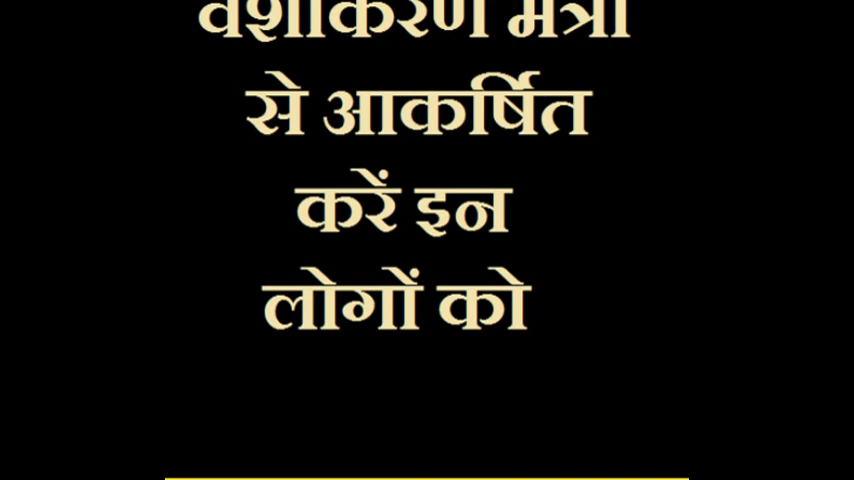 वशीकरण मंत्रों
से आकर्षित
करें इन
लोगों को